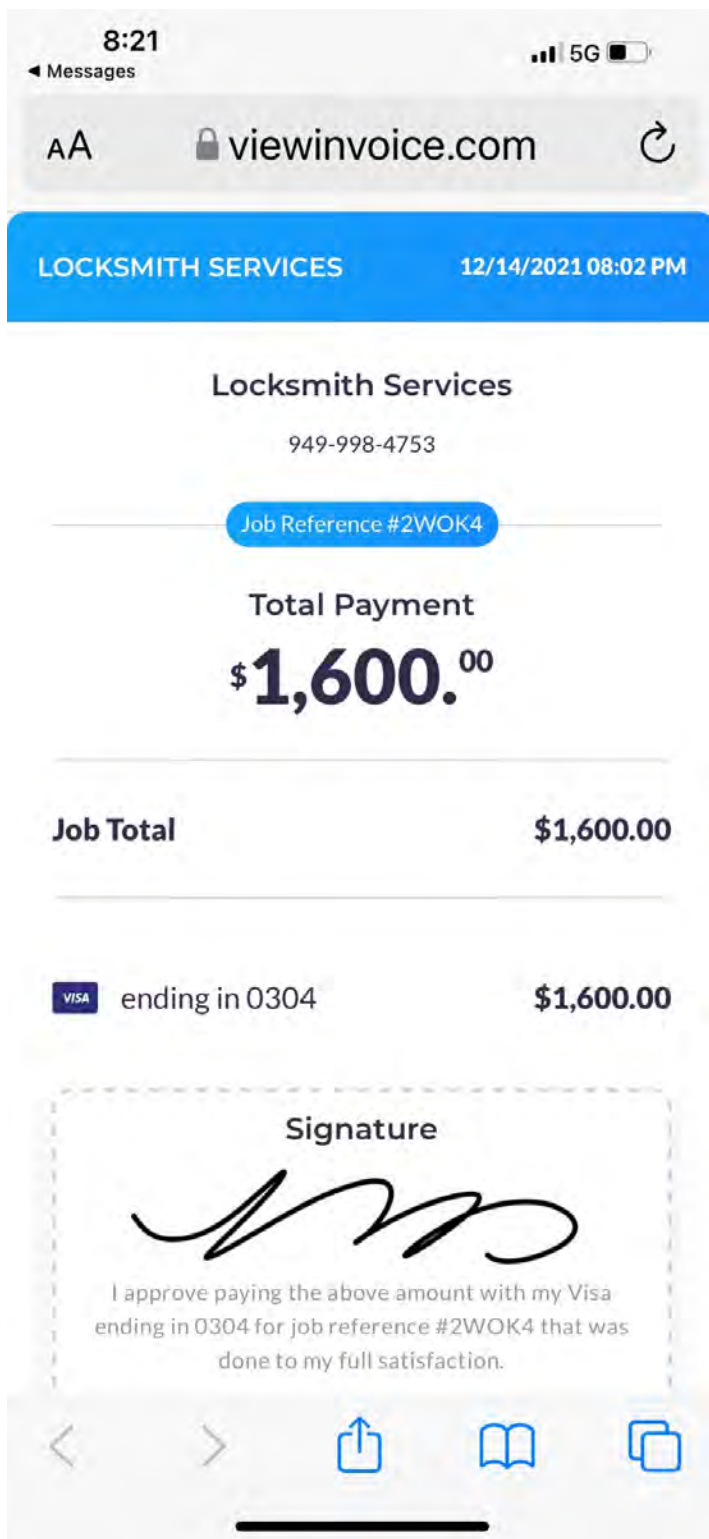 8:21
5G
◀ Messages
AA viewinvoice.com
LOCKSMITH SERVICES 12/14/2021 08:02 PM
Locksmith Services
949-998-4753
Job Reference #2WOK4
Total Payment
$1,600.00
Job Total $1,600.00
VISA ending in 0304 $1,600.00
Signature
I approve paying the above amount with my Visa
ending in 0304 for job reference #2WOK4 that was
done to my full satisfaction.